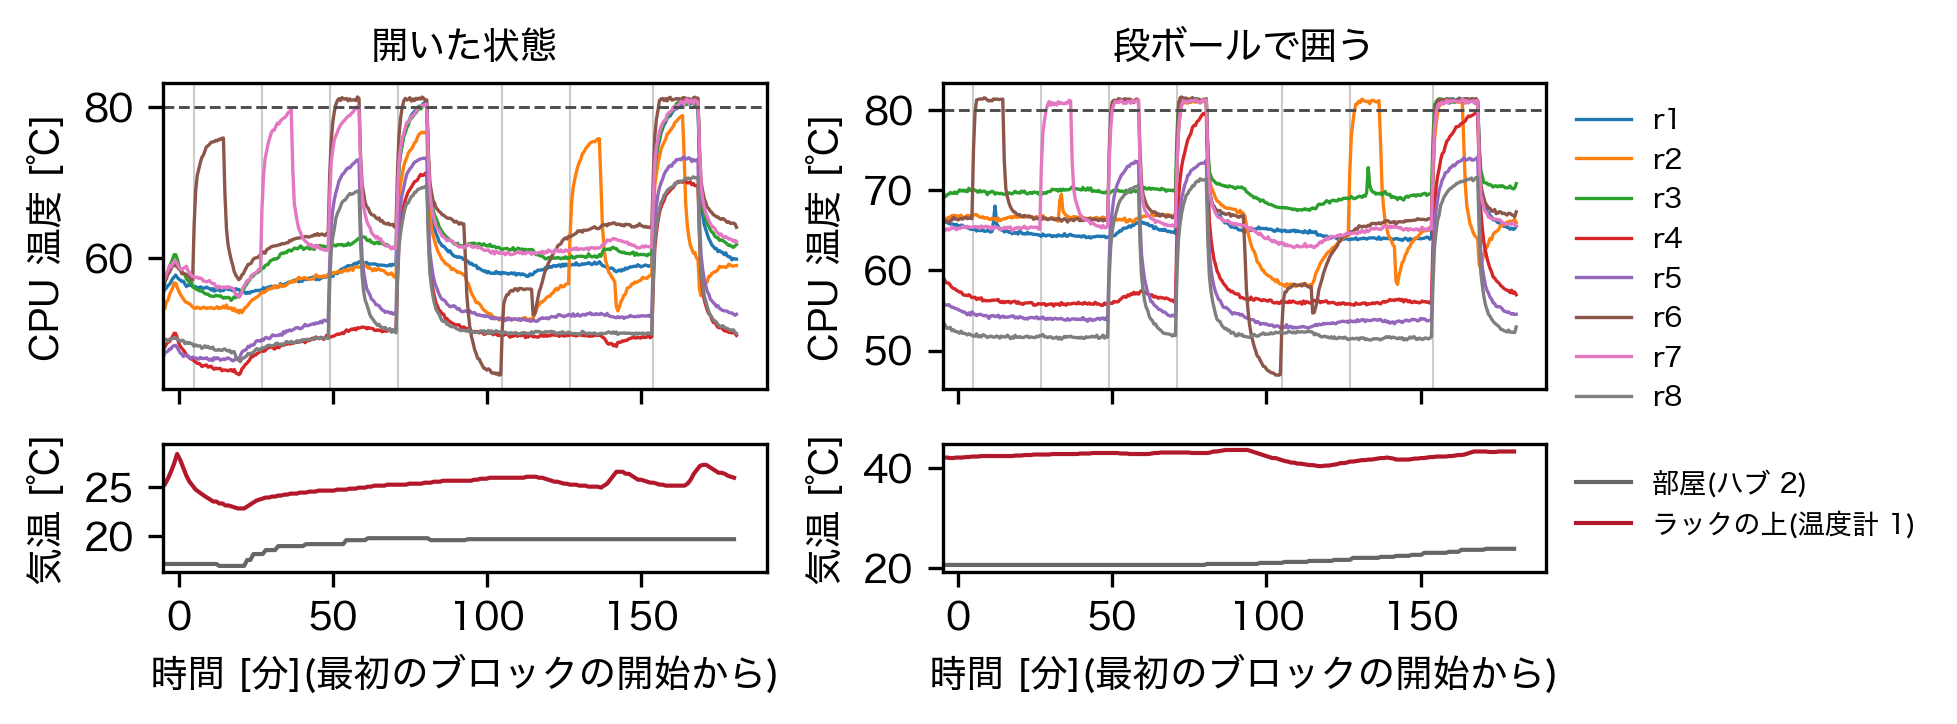 開いた状態
段ボールで囲う
CPU 温度 [℃]
80
60
80
70
60
50
r1
r2
r3
r4
r5
r6
r7
r8
気温 [℃]
25
20
40
20
部屋(ハブ 2)
ラックの上(温度計 1)
0 50 100 150
0 50 100 150
時間 [分](最初のブロックの開始から)
時間 [分](最初のブロックの開始から)
CPU 温度 [℃]
気温 [℃]